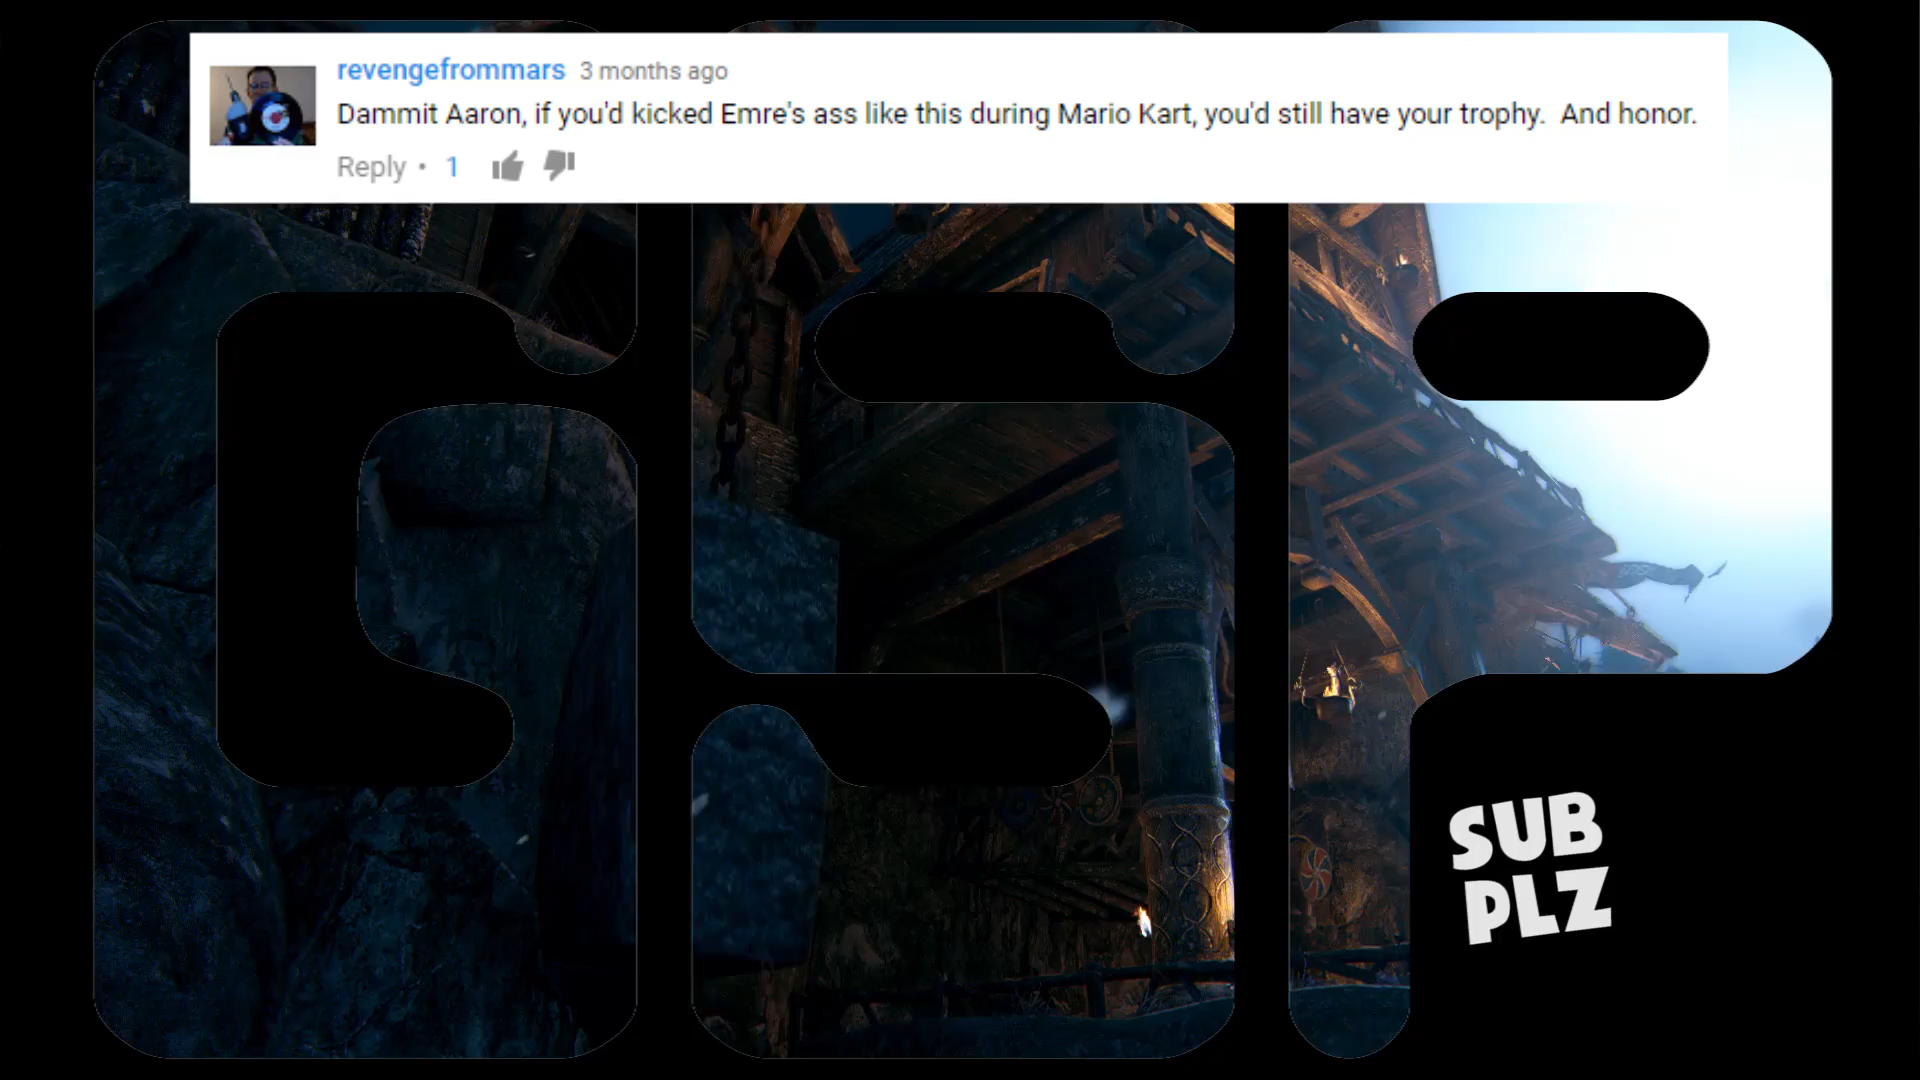 revengefrommars 3 months ago
Dammit Aaron, if you'd kicked Emre's ass like this during Mario Kart, you'd still have your trophy.  And honor.
Reply • 1
GSP
SUB
PLZ